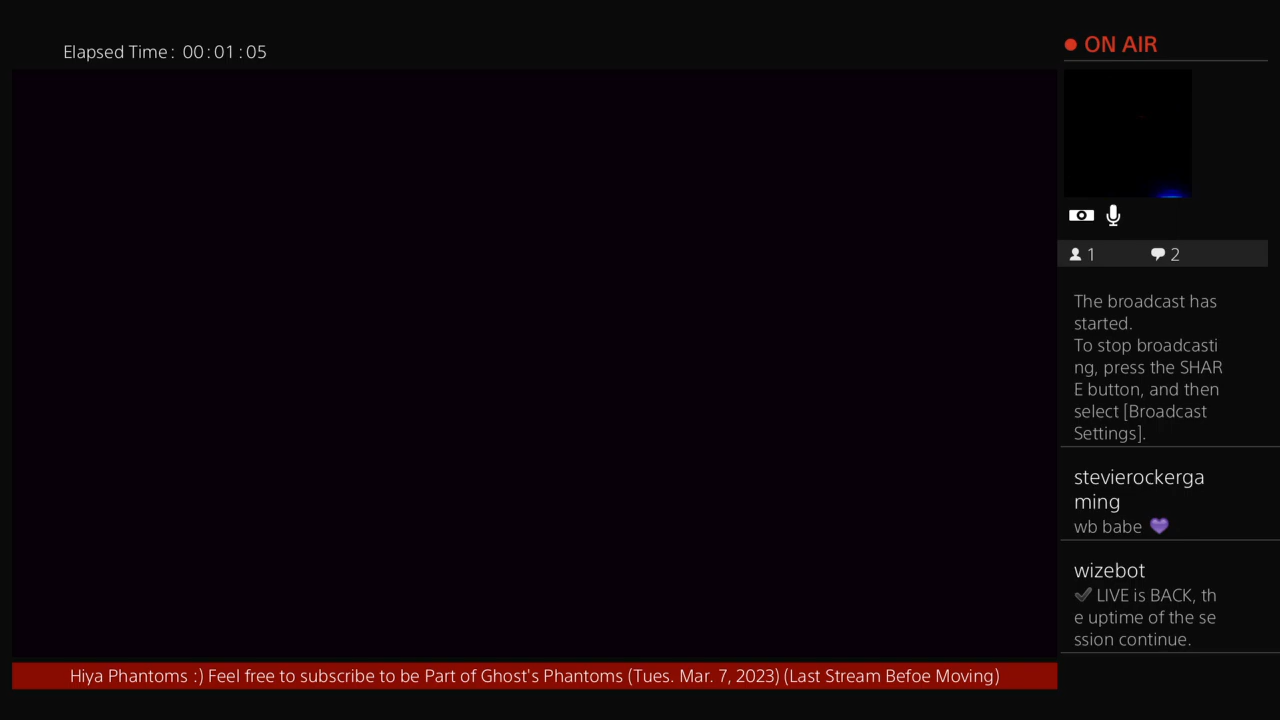 Elapsed Time: 00:01:05
ON AIR
1 2
The broadcast has
started.
To stop broadcasti
ng, press the SHAR
E button, and then
select [Broadcast
Settings].
stevierockerga
ming
wb babe 💜
wizebot
✔ LIVE is BACK, th
e uptime of the se
ssion continue.
Hiya Phantoms :) Feel free to subscribe to be Part of Ghost's Phantoms (Tues. Mar. 7, 2023) (Last Stream Befoe Moving)